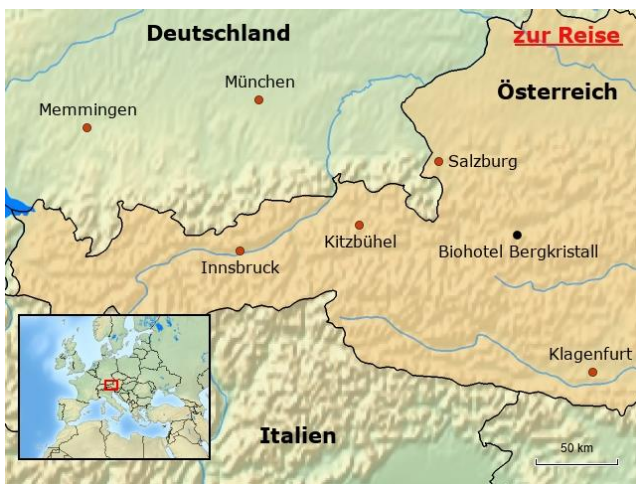 Deutschland
zur Reise
München
Österreich
Memmingen
Salzburg
Kitzbühel
Biohotel Bergkristall
Innsbruck
Klagenfurt
Italien
50 km